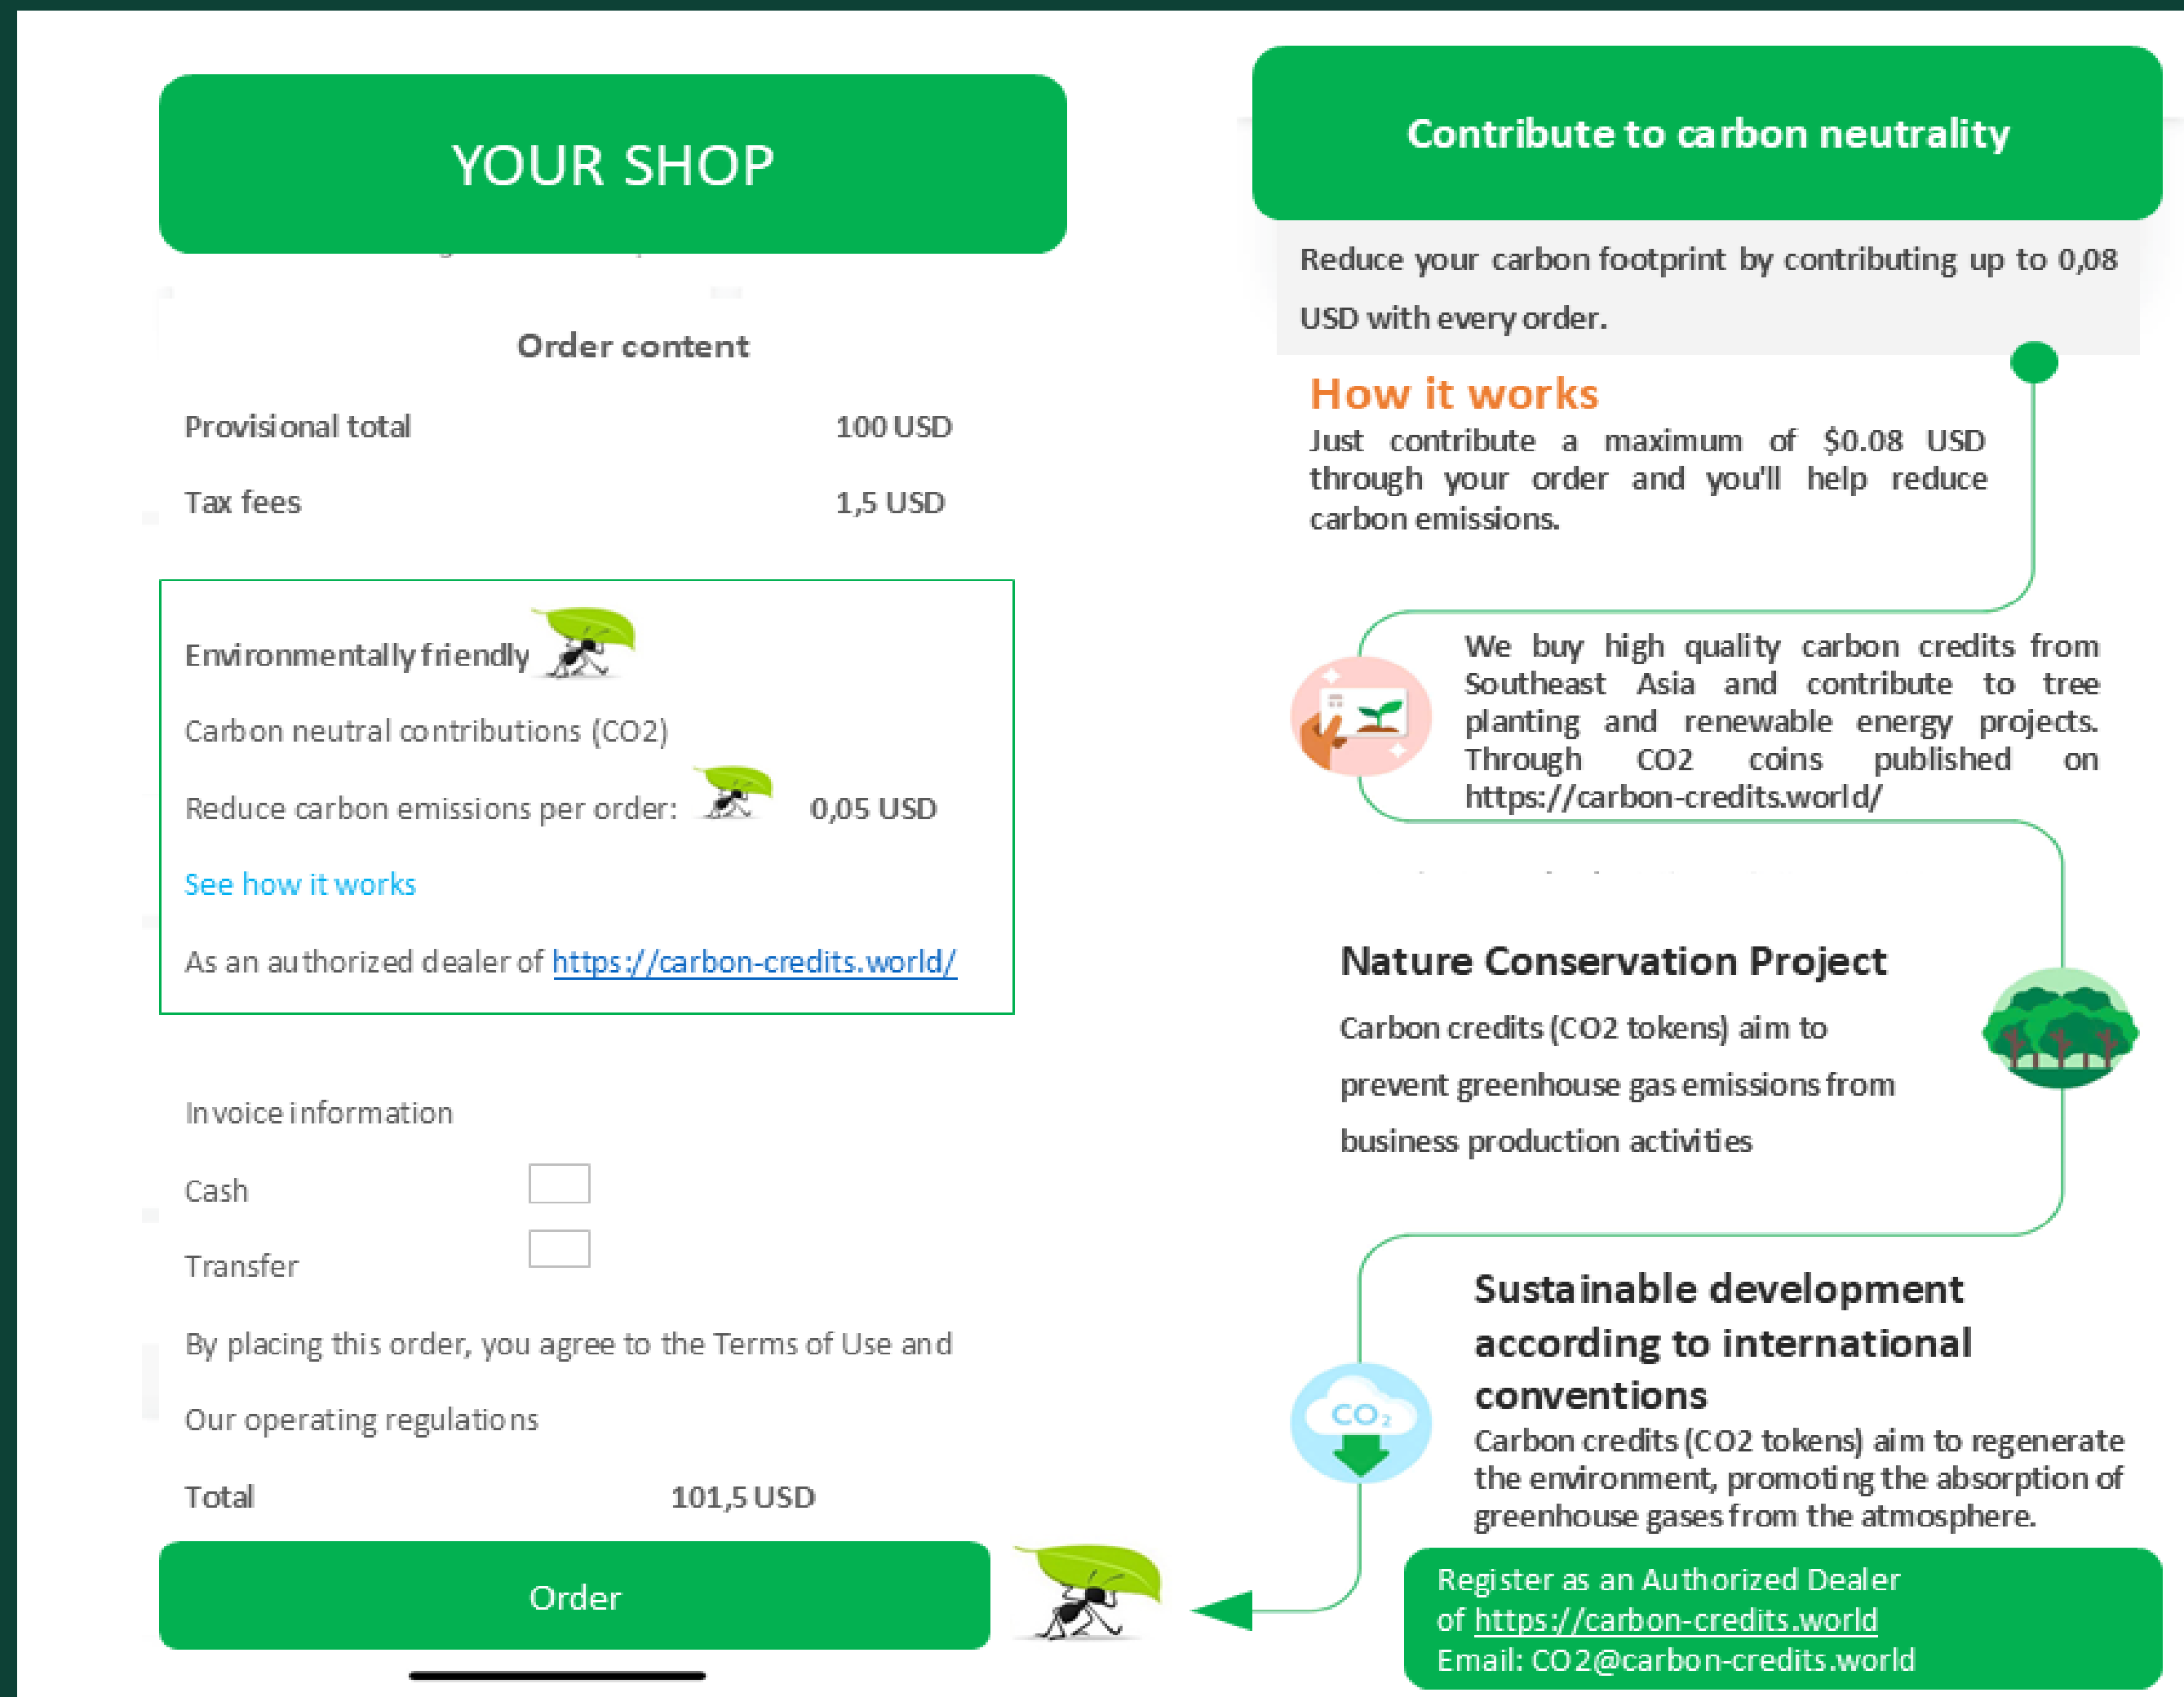 YOUR SHOP
Order content
Provisional total 100 USD
Tax fees 1,5 USD
Environmentally friendly
Carbon neutral contributions (CO2)
Reduce carbon emissions per order: 0,05 USD
See how it works
As an authorized dealer of https://carbon-credits.world/
Invoice information
Cash
Transfer
By placing this order, you agree to the Terms of Use and
Our operating regulations
Total 101,5 USD
Order
Contribute to carbon neutrality
Reduce your carbon footprint by contributing up to 0,08
USD with every order.
How it works
Just contribute a maximum of $0.08 USD
through your order and you'll help reduce
carbon emissions.
We buy high quality carbon credits from
Southeast Asia and contribute to tree
planting and renewable energy projects.
Through CO2 coins published on
https://carbon-credits.world/
Nature Conservation Project
Carbon credits (CO2 tokens) aim to
prevent greenhouse gas emissions from
business production activities
Sustainable development
according to international
conventions
CO2
Carbon credits (CO2 tokens) aim to regenerate
the environment, promoting the absorption of
greenhouse gases from the atmosphere.
Register as an Authorized Dealer
of https://carbon-credits.world
Email: CO2@carbon-credits.world